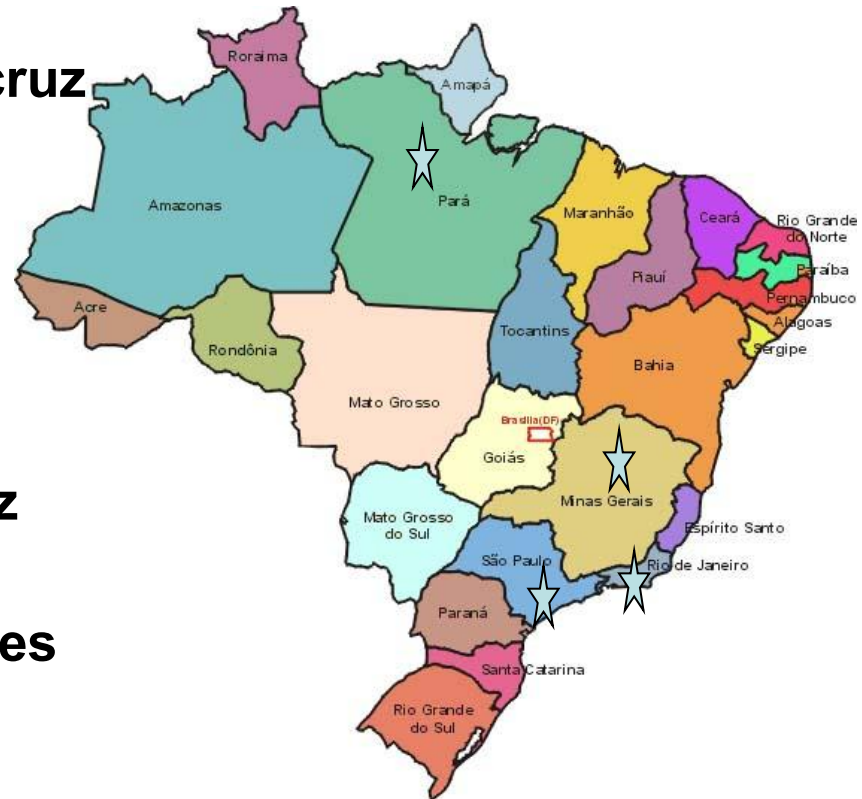 cruz
z
es
Roraima
Amapá
Amazonas
Pará
Maranhão
Ceará
Rio Grande
do Norte
Paraíba
Piauí
Pernambuco
Alagoas
Sergipe
Acre
Rondônia
Tocantins
Bahia
Mato Grosso
Brasília(DF)
Goiás
Minas Gerais
Mato Grosso
do Sul
Espírito Santo
São Paulo
Rio de Janeiro
Paraná
Santa Catarina
Rio Grande
do Sul